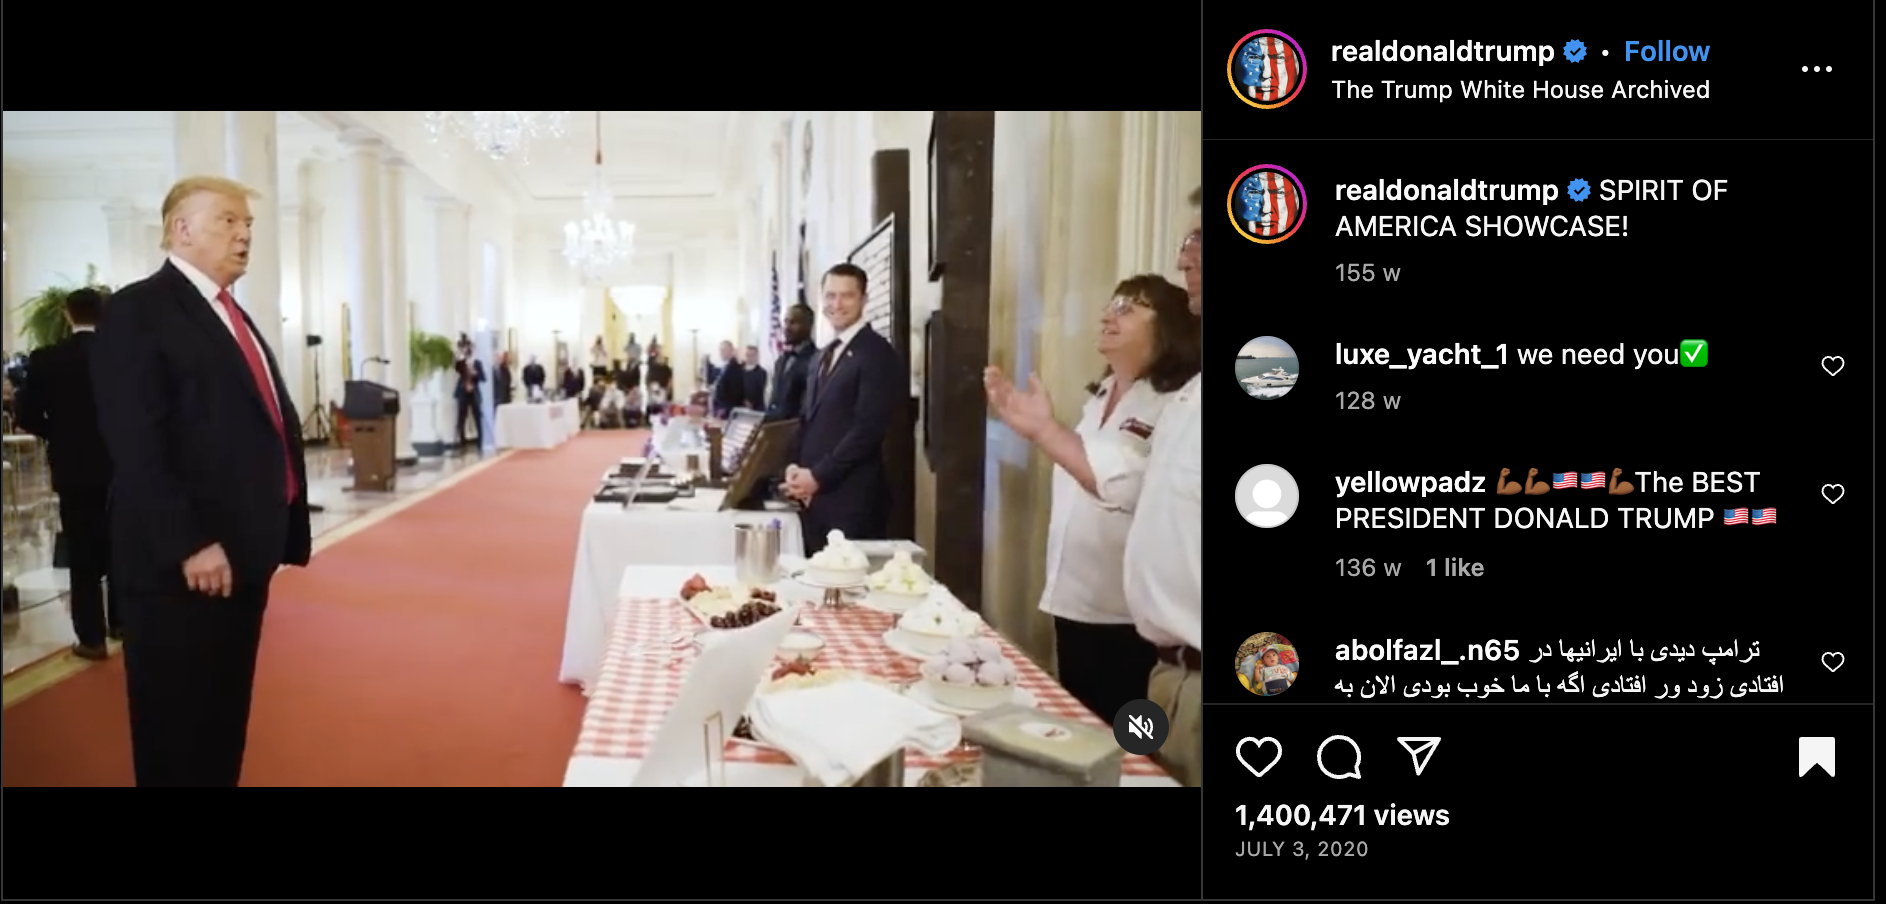 realdonaldtrump • Follow
The Trump White House Archived
realdonaldtrump SPIRIT OF
AMERICA SHOWCASE!
155 w
luxe_yacht_1 we need you✅
128 w
yellowpadz 💪🏾💪🏾🇺🇸🇺🇸💪🏾The BEST
PRESIDENT DONALD TRUMP 🇺🇸🇺🇸
136 w 1 like
abolfazl_.n65 ترامپ دیدی با ایرانیها در
افتادی زود ور افتادی اگه با ما خوب بودی الان به
1,400,471 views
JULY 3, 2020